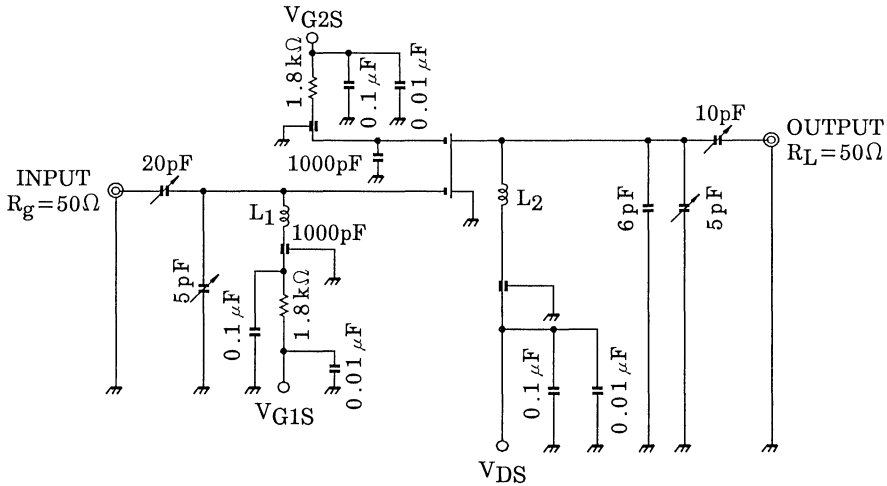 VG2S
1.8kΩ
0.1μF
0.01μF
1000pF
10pF
OUTPUT
RL=50Ω
20pF
INPUT
Rg=50Ω
L1
1000pF
L2
6pF
5pF
5pF
0.1μF
1.8kΩ
0.01μF
VG1S
0.1μF
0.01μF
VDS